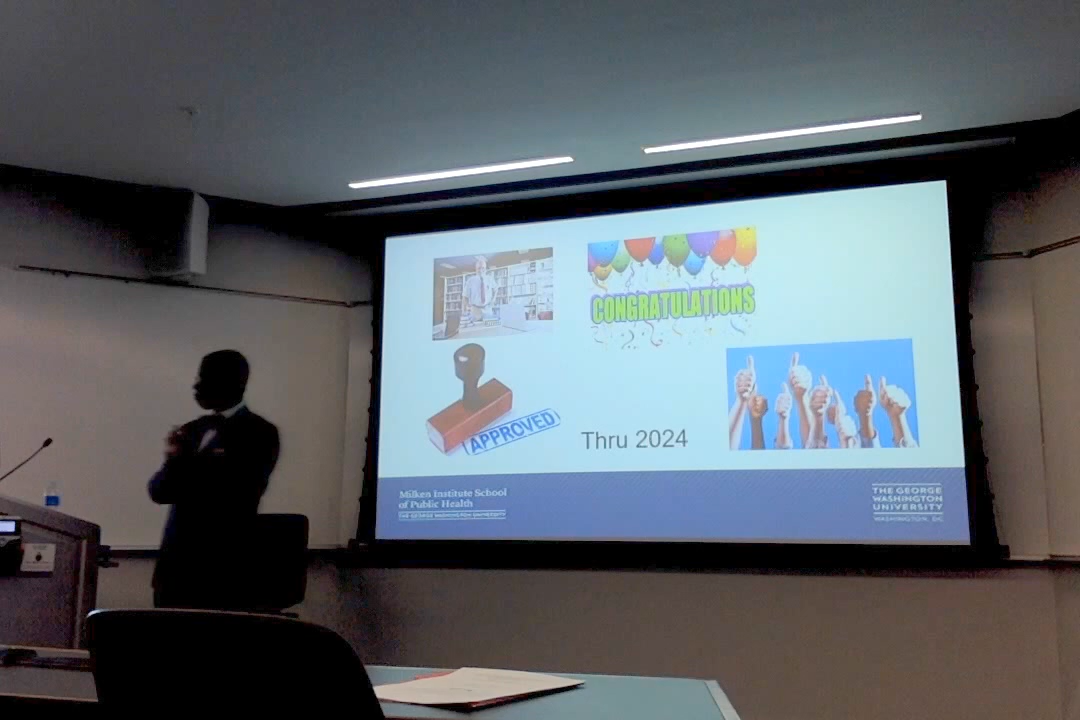 CONGRATULATIONS
APPROVED
Thru 2024
Milken Institute School
of Public Health
THE GEORGE WASHINGTON UNIVERSITY
THE GEORGE
WASHINGTON
UNIVERSITY
WASHINGTON, DC